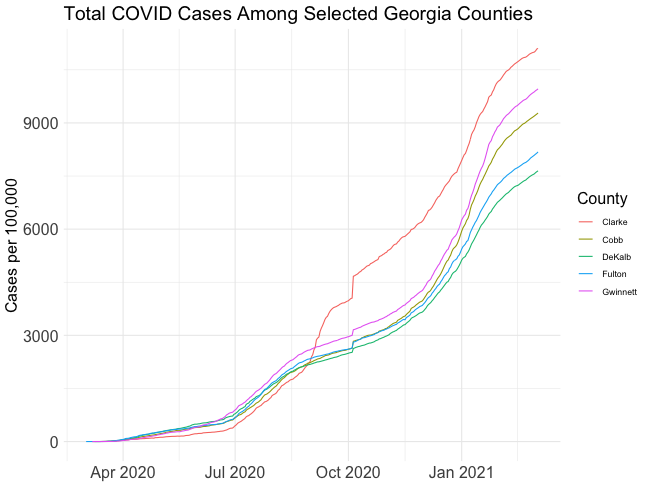 Total COVID Cases Among Selected Georgia Counties
Cases per 100,000
9000
6000
3000
0
Apr 2020
Jul 2020
Oct 2020
Jan 2021
County
Clarke
Cobb
DeKalb
Fulton
Gwinnett